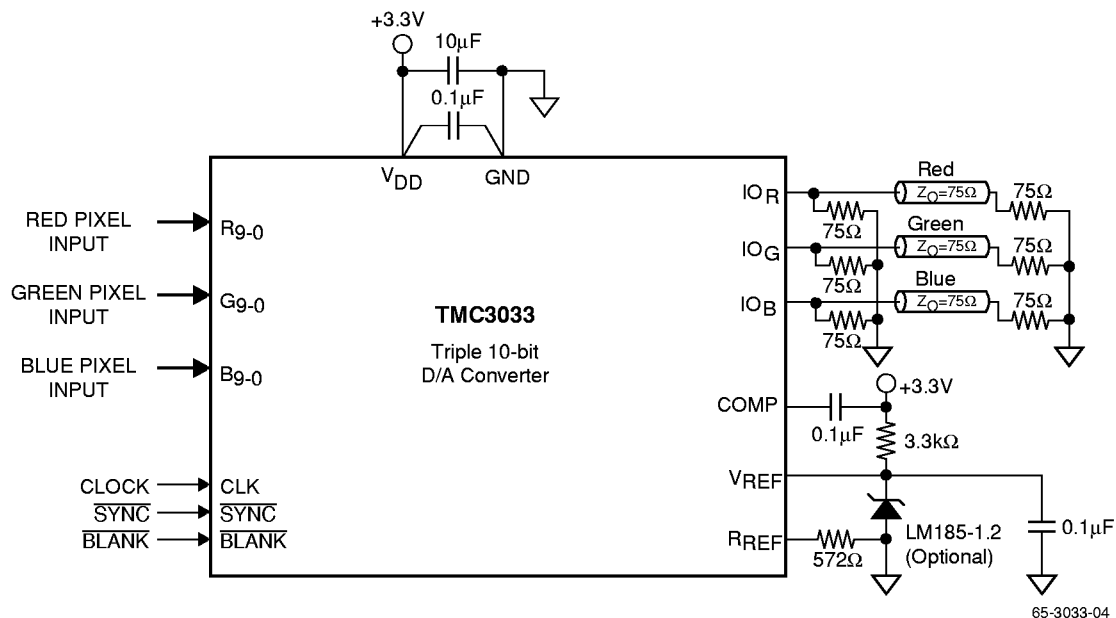 +3.3V
10μF
0.1μF
VDD
GND
RED PIXEL
INPUT
R9-0
GREEN PIXEL
INPUT
G9-0
BLUE PIXEL
INPUT
B9-0
TMC3033
Triple 10-bit
D/A Converter
CLOCK
CLK
SYNC
SYNC
BLANK
BLANK
IOR
Red
ZO=75Ω
75Ω
75Ω
IOG
Green
ZO=75Ω
75Ω
75Ω
IOB
Blue
ZO=75Ω
75Ω
75Ω
+3.3V
COMP
0.1μF
3.3kΩ
VREF
LM185-1.2
(Optional)
0.1μF
RREF
572Ω
65-3033-04